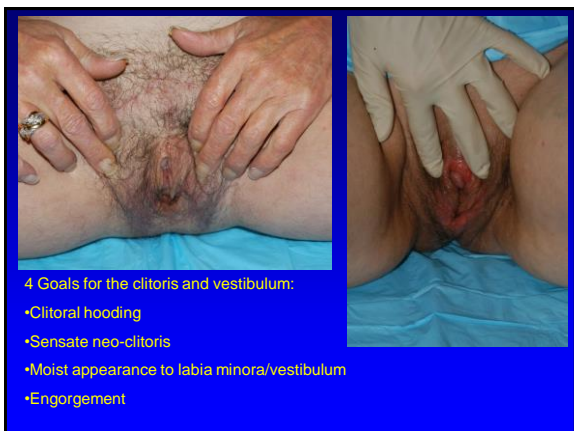 4 Goals for the clitoris and vestibulum:
•Clitoral hooding
•Sensate neo-clitoris
•Moist appearance to labia minora/vestibulum
•Engorgement